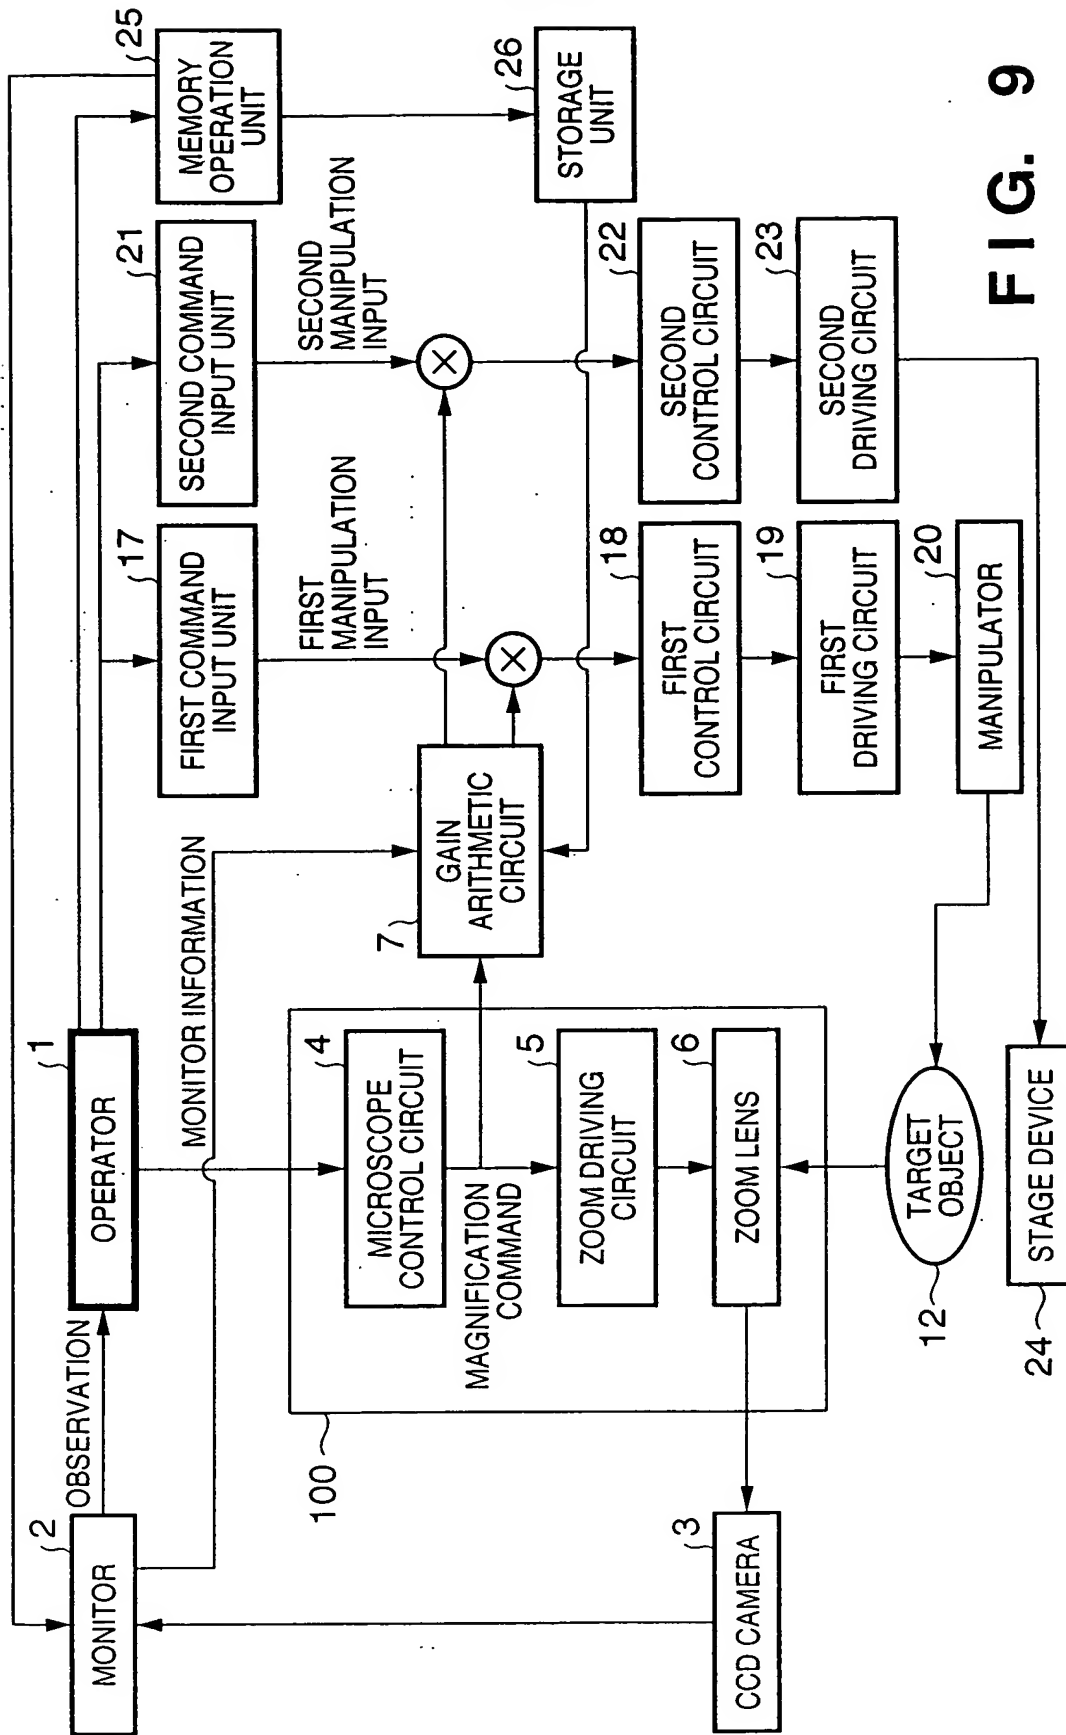 MONITOR
2
OBSERVATION
OPERATOR
1
MONITOR INFORMATION
FIRST COMMAND
INPUT UNIT
17
SECOND COMMAND
INPUT UNIT
21
MEMORY
OPERATION
UNIT
25
FIRST
MANIPULATION
INPUT
SECOND
MANIPULATION
INPUT
STORAGE
UNIT
26
100
MICROSCOPE
CONTROL CIRCUIT
4
MAGNIFICATION
COMMAND
GAIN
ARITHMETIC
CIRCUIT
7
×
×
ZOOM DRIVING
CIRCUIT
5
ZOOM LENS
6
CCD CAMERA
3
FIRST
CONTROL CIRCUIT
18
SECOND
CONTROL CIRCUIT
22
FIRST
DRIVING CIRCUIT
19
SECOND
DRIVING CIRCUIT
23
TARGET
OBJECT
12
MANIPULATOR
20
STAGE DEVICE
24
FIG. 9